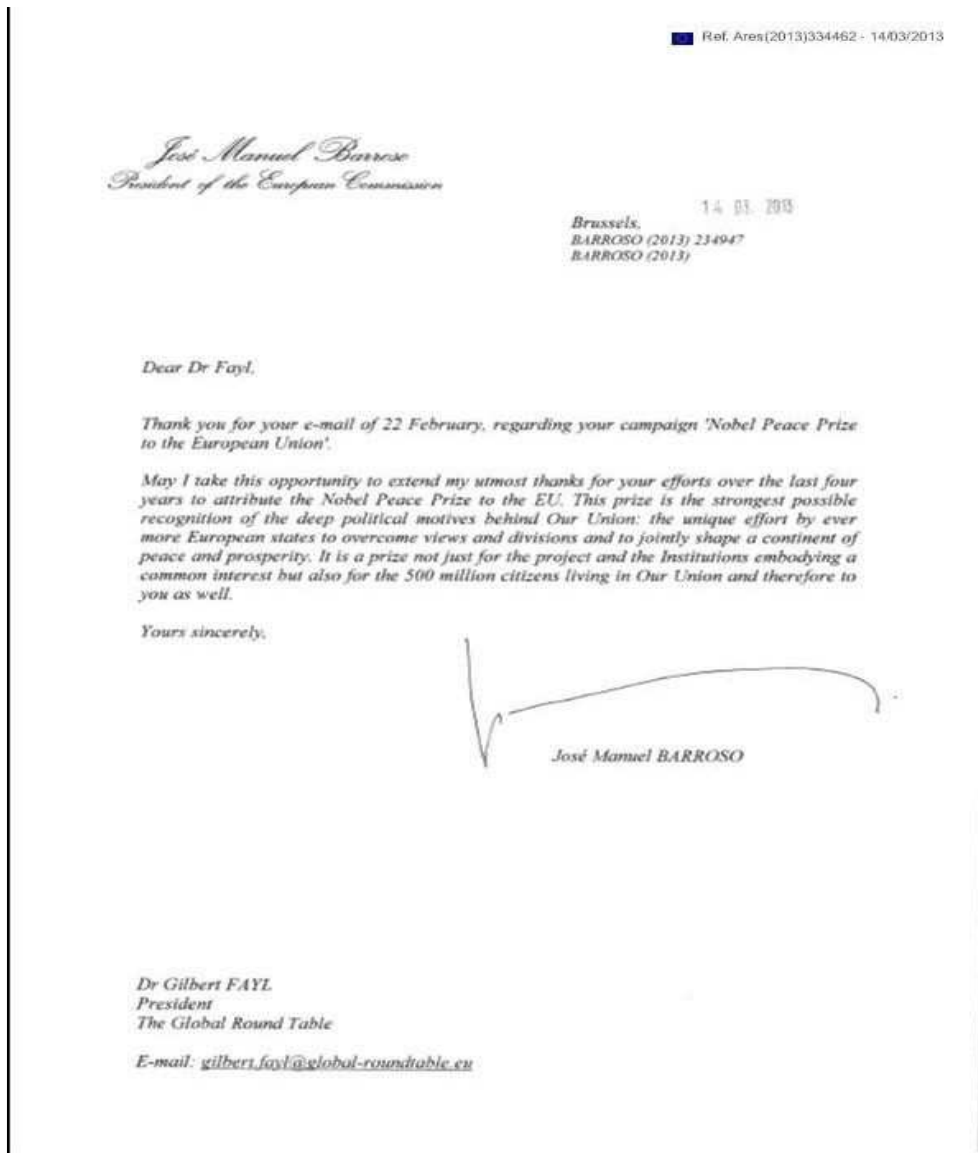 Ref. Ares(2013)334462 - 14/03/2013
José Manuel Barroso
President of the European Commission
14 03. 2013
Brussels,
BARROSO (2013) 234947
BARROSO (2013)
Dear Dr Fayl,
Thank you for your e-mail of 22 February, regarding your campaign 'Nobel Peace Prize
to the European Union'.
May I take this opportunity to extend my utmost thanks for your efforts over the last four
years to attribute the Nobel Peace Prize to the EU. This prize is the strongest possible
recognition of the deep political motives behind Our Union: the unique effort by ever
more European states to overcome views and divisions and to jointly shape a continent of
peace and prosperity. It is a prize not just for the project and the Institutions embodying a
common interest but also for the 500 million citizens living in Our Union and therefore to
you as well.
Yours sincerely,
José Manuel BARROSO
Dr Gilbert FAYL
President
The Global Round Table
E-mail: gilbert.fayl@global-roundtable.eu